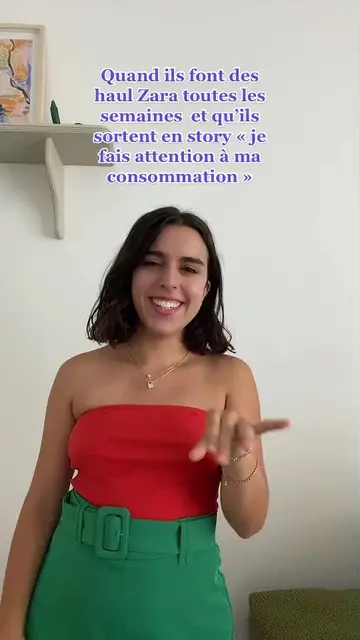 Quand ils font des
haul Zara toutes les
semaines et qu’ils
sortent en story « je
fais attention à ma
consommation »